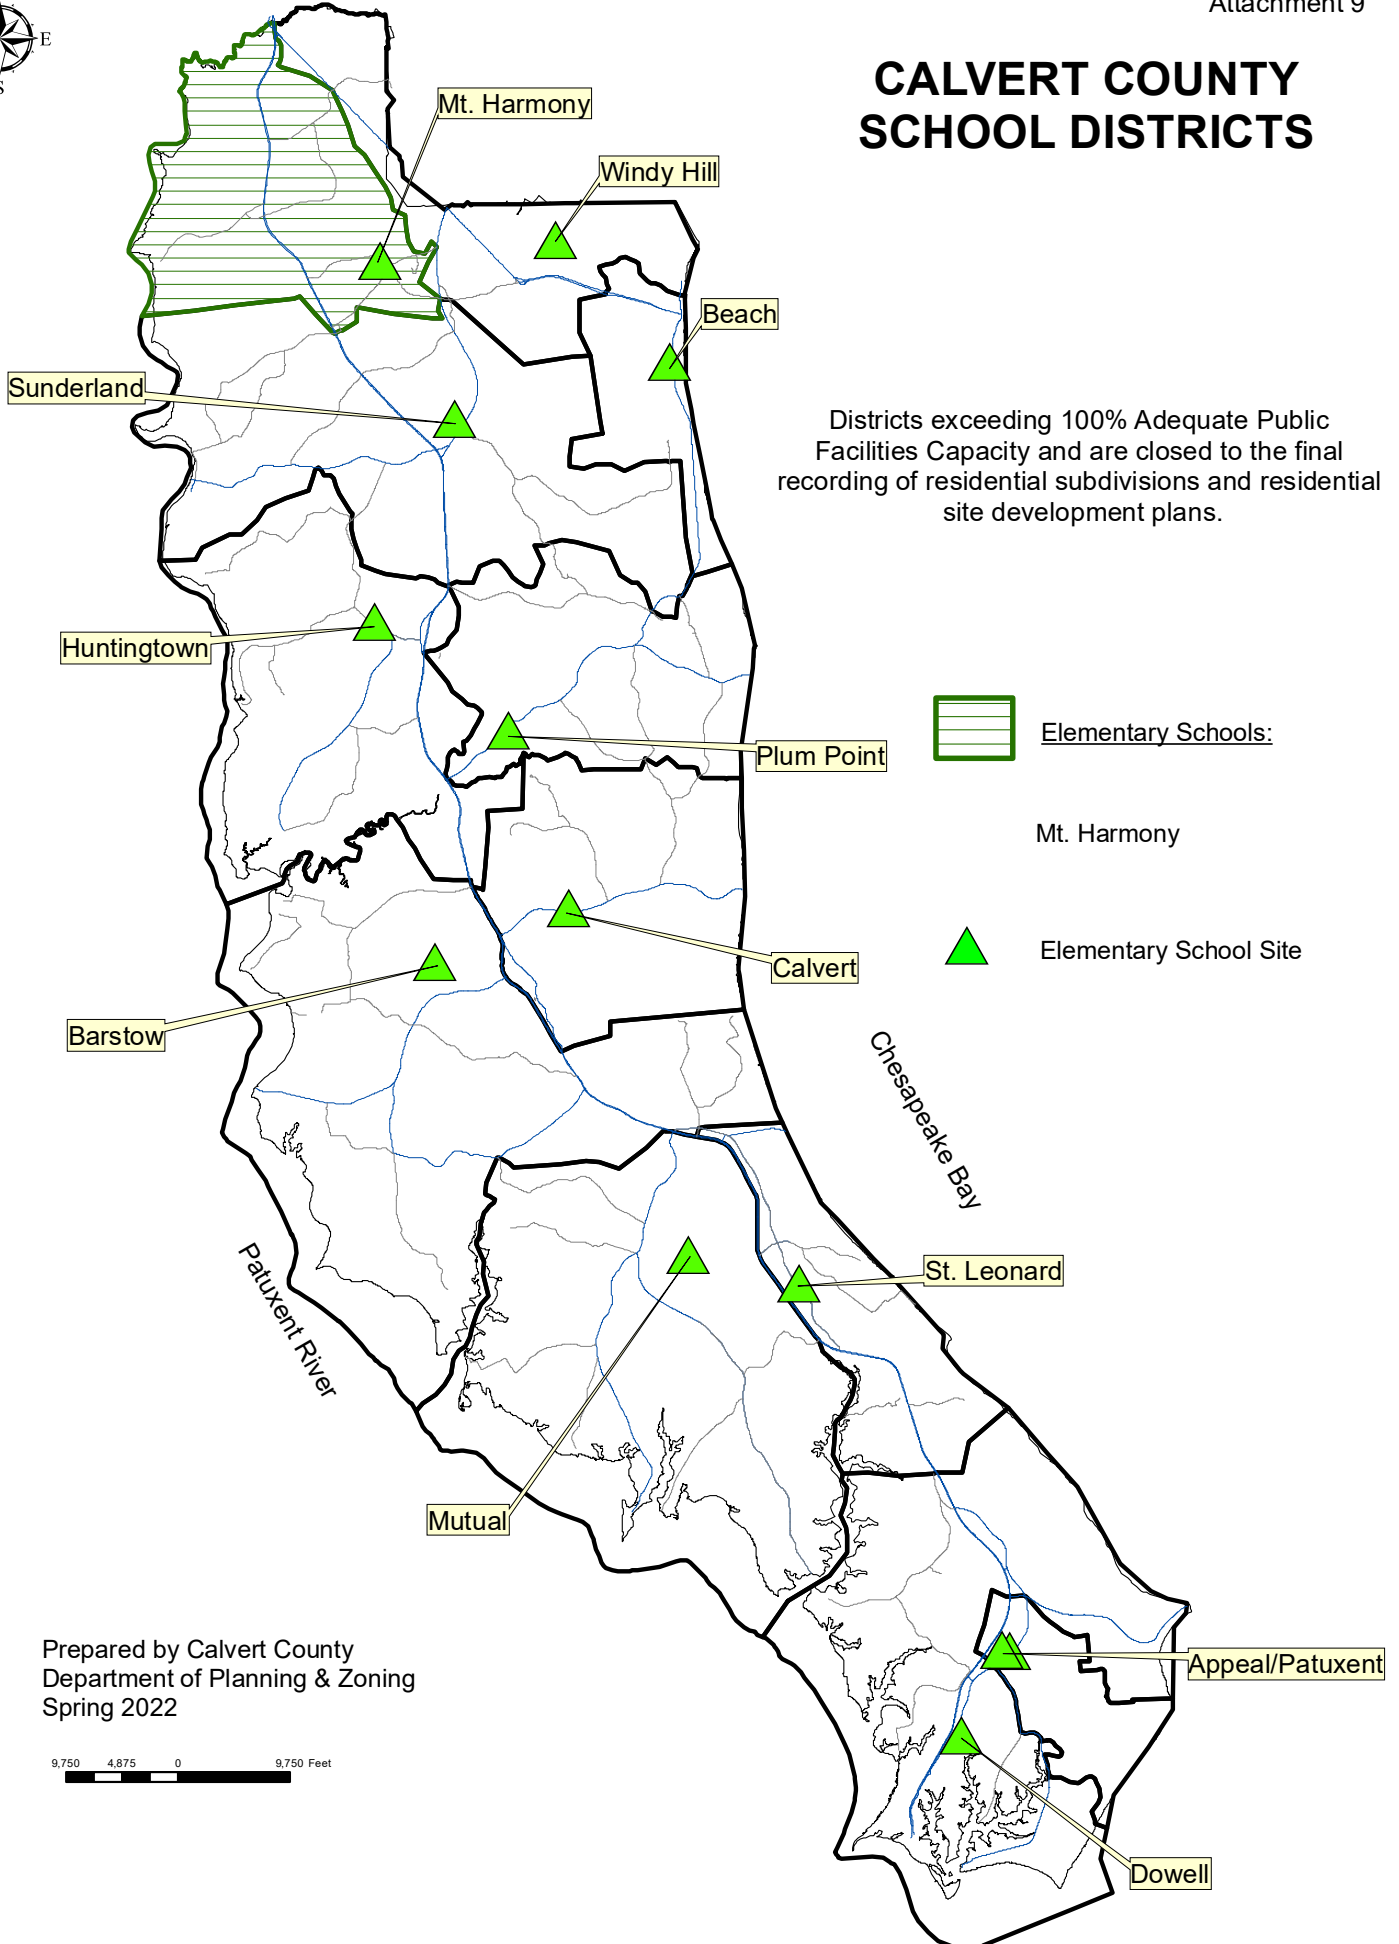 Attachment 9
E
S
CALVERT COUNTY
SCHOOL DISTRICTS
Mt. Harmony
Windy Hill
Beach
Sunderland
Districts exceeding 100% Adequate Public
Facilities Capacity and are closed to the final
recording of residential subdivisions and residential
site development plans.
Huntingtown
Plum Point
Elementary Schools:
Mt. Harmony
Elementary School Site
Calvert
Barstow
Chesapeake Bay
Patuxent River
St. Leonard
Mutual
Appeal/Patuxent
Dowell
Prepared by Calvert County
Department of Planning & Zoning
Spring 2022
9,750 4,875 0 9,750 Feet